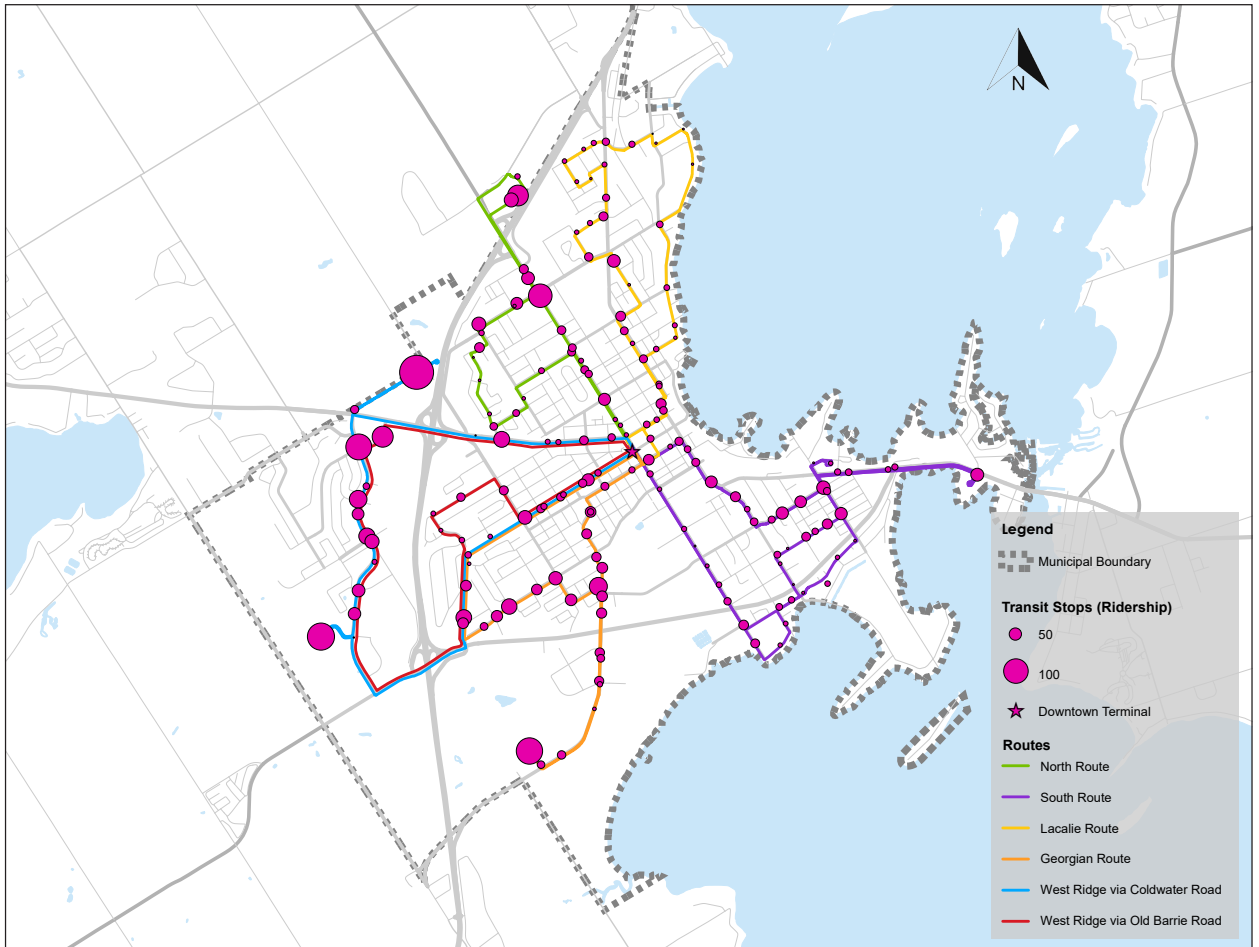 N
Legend
Municipal Boundary
Transit Stops (Ridership)
50
100
Downtown Terminal
Routes
North Route
South Route
Lacalie Route
Georgian Route
West Ridge via Coldwater Road
West Ridge via Old Barrie Road